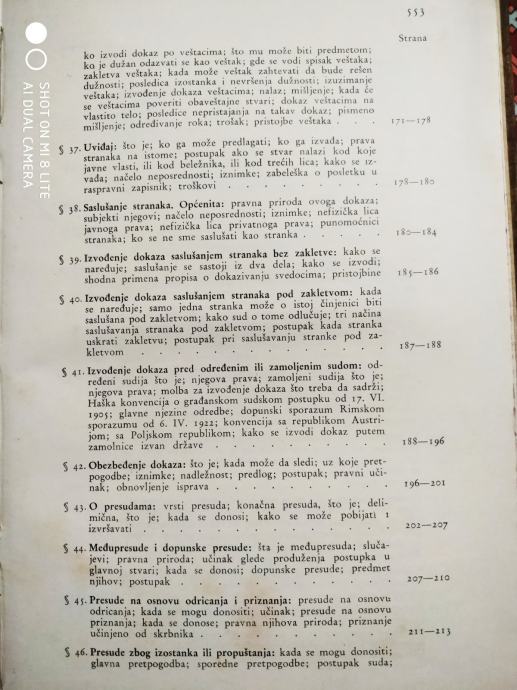 553
Strana
ko izvodi dokaz po veštacima; što mu može biti predmetom;
ko je dužan odazvati se kao veštak; gde se vodi spisak veštaka;
zakletva veštaka; kada može veštak zahtevati da bude rešen
dužnosti; posledica izostanka i nevršenja dužnosti; izuzimanje
veštaka; izvođenje dokaza veštacima; nalaz; mišljenje; kada će
se veštacima poveriti obaveštajne stvari; dokaz veštacima na
vlastito telo; posledice nepristajanja na takav dokaz; pismeno
mišljenje; određivanje roka; trošak; pristojbe veštaka . . . 171—178
§ 37. Uviđaj: što je; ko ga može predlagati; ko ga izvađa; prava
stranaka na istome; postupak ako se stvar nalazi kod koje
javne vlasti, ili kod beležnika, ili kod trećih lica; kako se iz-
vađa; načelo neposrednosti; iznimke; zabeleška o posletku u
raspravni zapisnik; troškovi . . . . . . . . . . . . 178—180
§ 38. Saslušanje stranaka. Općenita: pravna priroda ovoga dokaza;
subjekti njegovi; načelo neposrednosti; iznimke; nefizička lica
javnoga prava; nefizička lica privatnoga prava; punomoćnici
stranaka; ko se ne sme saslušati kao stranka . . . . . 180—184
§ 39. Izvođenje dokaza saslušanjem stranaka bez zakletve: kako se
naređuje; saslušanje se sastoji iz dva dela; kako se izvodi;
shodna primena propisa o dokazivanju svedocima; pristojbine 185—186
§ 40. Izvođenje dokaza saslušanjem stranaka pod zakletvom: kada
se naređuje; samo jedna stranka može o istoj činjenici biti
saslušana pod zakletvom; kako sud o tome odlučuje; tri načina
saslušavanja stranaka pod zakletvom; postupak kada stranka
uskrati zakletvu; postupak pri saslušavanju stranke pod za-
kletvom . . . . . . . . . . . . . . 187—188
§ 41. Izvođenje dokaza pred određenim ili zamoljenim sudom: od-
ređeni sudija što je; njegova prava; zamoljeni sudija što je;
njegova prava; molba za izvođenje dokaza što treba da sadrži;
Haška konvencija o građanskom sudskom postupku od 17. VI.
1905; glavne njezine odredbe; dopunski sporazum Rimskom
sporazumu od 6. IV. 1922; konvencija sa republikom Austri-
jom; sa Poljskom republikom; kako se izvodi dokaz putem
zamolnice izvan države . . . . . . . . . . . 188—196
§ 42. Obezbeđenje dokaza: što je; kada može da sledi; uz koje pret-
pogodbe; iznimke; nadležnost; predlog; postupak; pravni uči-
nak; obnovljenje isprava . . . . . . . . . . . 196—201
§ 43. O presudama: vrsti presuda; konačna presuda, što je; deli-
mična, što je; kada se donosi; kako se može pobijati i
izvršavati . . . . . . . . . . . . . . 202—207
§ 44. Međupresude i dopunske presude: šta je međupresuda; sluča-
jevi; pravna priroda; učinak glede produženja postupka u
glavnoj stvari; kada se donosi; dopunske presude; predmet
njihov; postupak . . . . . . . . . . . . . 207—210
§ 45. Presude na osnovu odricanja i priznanja: presude na osnovu
odricanja; kada se mogu donositi; učinak; presude na osnovu
priznanja; kada se donose; pravna njihova priroda; priznanje
učinjeno od skrbnika . . . . . . . . . . . . 211—213
§ 46. Presude zbog izostanka ili propuštanja: kada se mogu donositi;
glavna pretpogodba; sporedne pretpogodbe; postupak suda;
SHOT ON MI 8 LITE
AI DUAL CAMERA